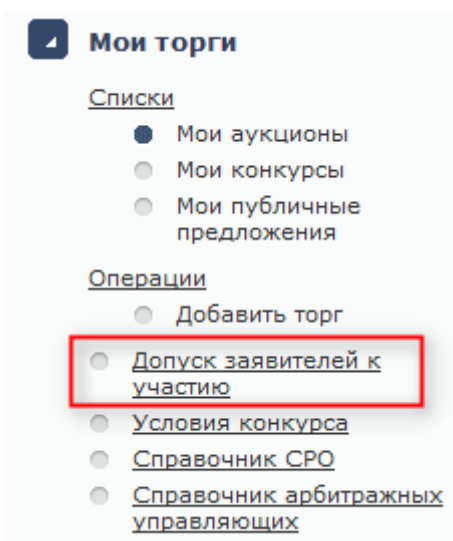 Мои торги
Списки
Мои аукционы
Мои конкурсы
Мои публичные
предложения
Операции
Добавить торг
Допуск заявителей к
участию
Условия конкурса
Справочник СРО
Справочник арбитражных
управляющих